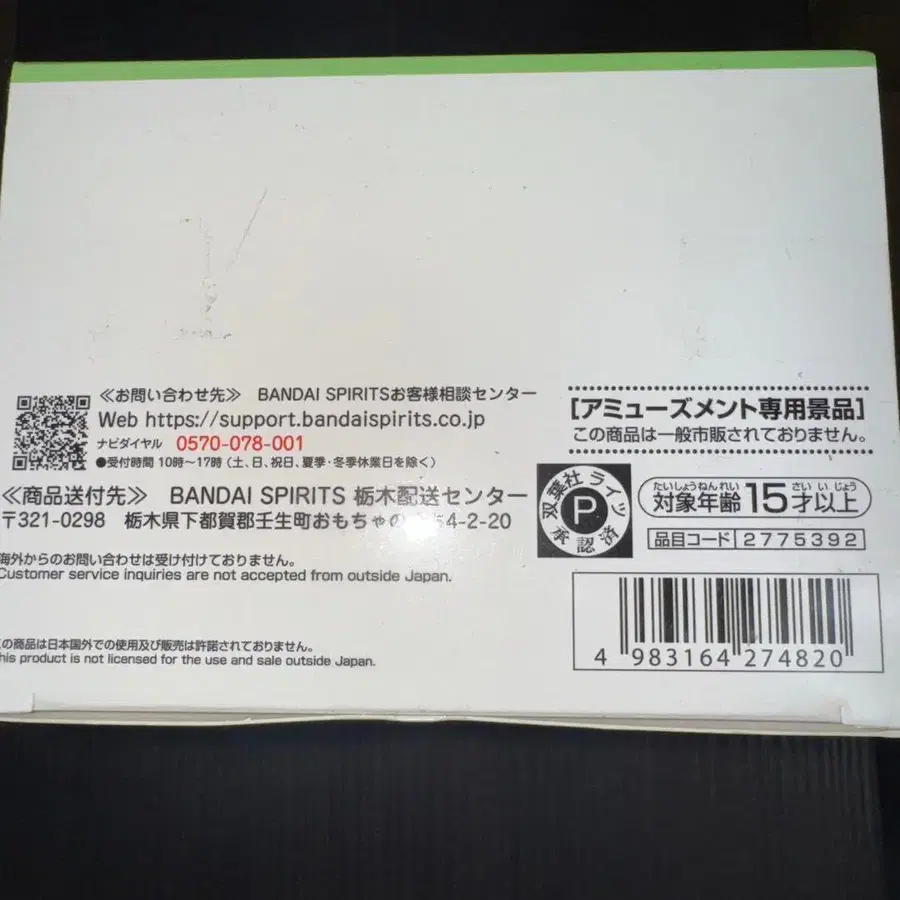 ≪お問い合わせ先≫ BANDAI SPIRITSお客様相談センター
Web https://support.bandaispirits.co.jp
ナビダイヤル 0570-078-001
●受付時間 10時〜17時(土、日、祝日、夏季・冬季休業日を除く)
≪商品送付先≫ BANDAI SPIRITS 栃木配送センター
〒321-0298 栃木県下都賀郡壬生町おもちゃの 4-2-20
海外からのお問い合わせは受け付けておりません。
Customer service inquiries are not accepted from outside Japan.
の商品は日本国外での使用及び販売は許諾されておりません。
his product is not licensed for the use and sale outside Japan.
[アミューズメント専用景品]
この商品は一般市販されておりません。
双葉社 ライツ
P
承認済
たいしょうねんれい さい いじょう
対象年齢 15才以上
品目コード 2775392
4 983164 274820